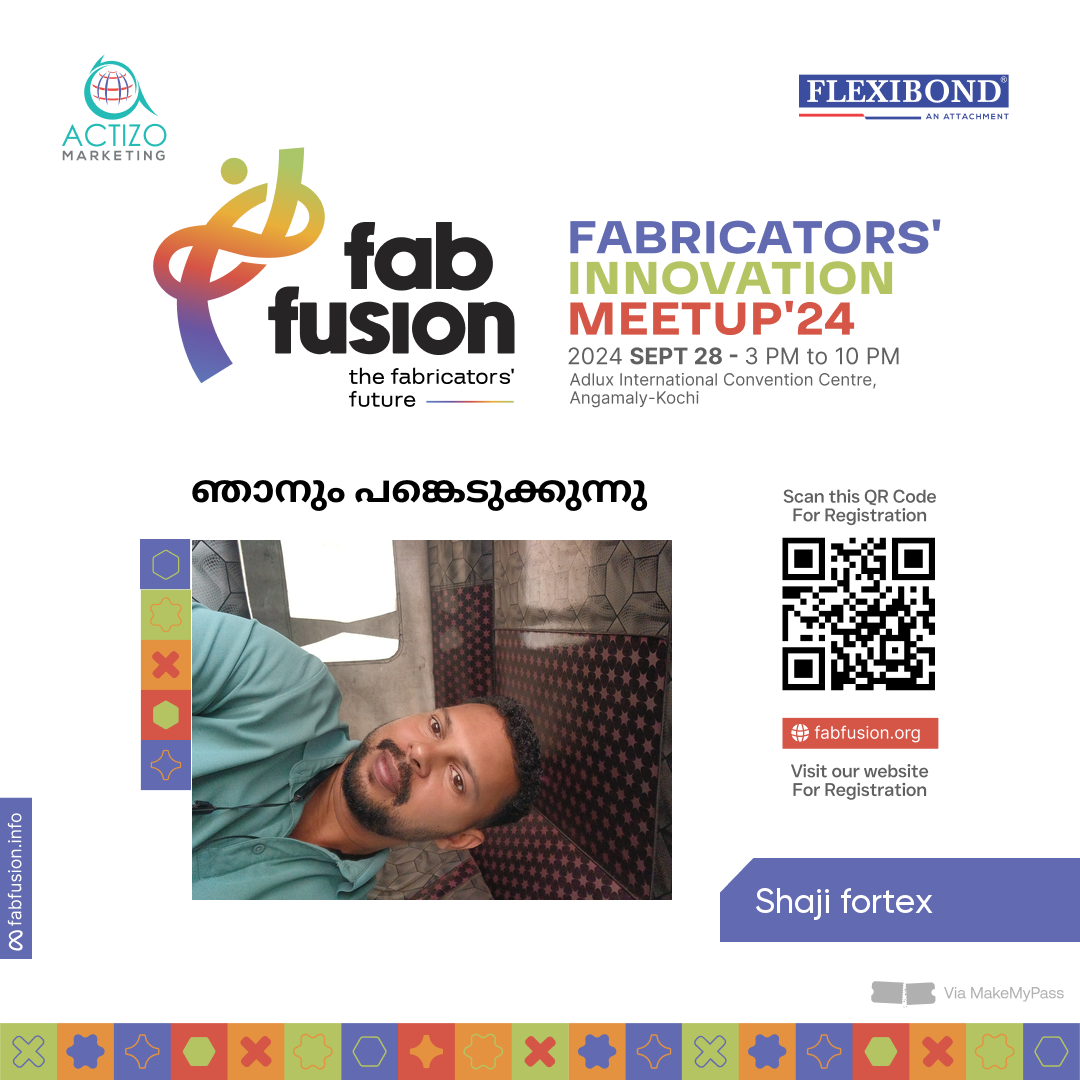 ACTIZO
MARKETING
FLEXIBOND®
AN ATTACHMENT
fab
fusion
the fabricators'
future
FABRICATORS'
INNOVATION
MEETUP'24
2024 SEPT 28 - 3 PM to 10 PM
Adlux International Convention Centre,
Angamaly-Kochi
ഞാനും പങ്കെടുക്കുന്നു
Scan this QR Code
For Registration
fabfusion.org
Visit our website
For Registration
fabfusion.info
Shaji fortex
Via MakeMyPass